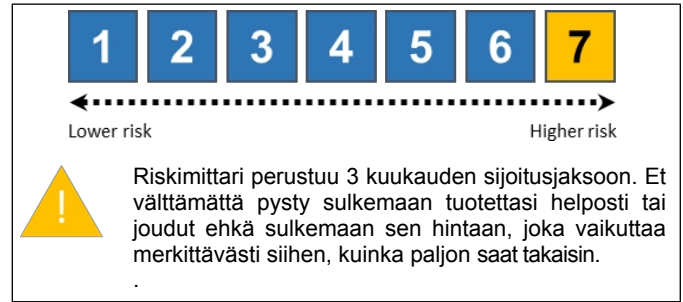 1 2 3 4 5 6 7
Lower risk Higher risk
!
Riskimittari perustuu 3 kuukauden sijoitusjaksoon. Et
välttämättä pysty sulkemaan tuotettasi helposti tai
joudut ehkä sulkemaan sen hintaan, joka vaikuttaa
merkittävästi siihen, kuinka paljon saat takaisin.
.